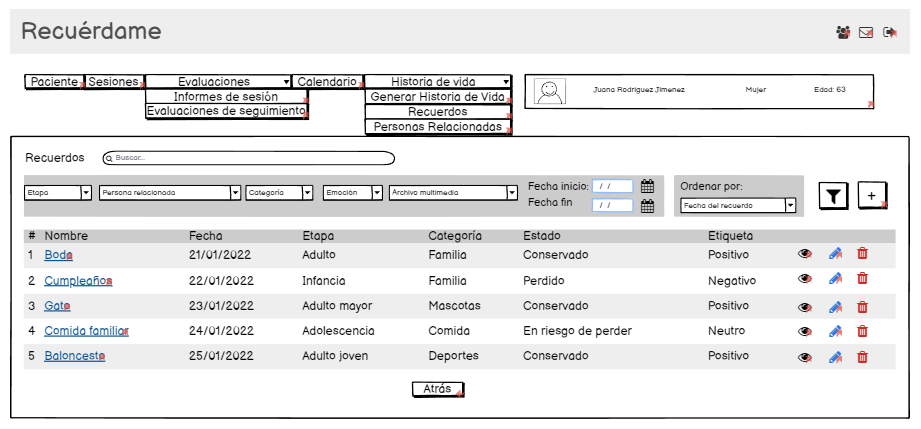 Recuérdame
Paciente Sesiones Evaluaciones Calendario Historia de vida
Informes de sesión
Evaluaciones de seguimiento
Generar Historia de Vida
Recuerdos
Personas Relacionadas
Juana Rodríguez Jimenez Mujer Edad: 63
Recuerdos Buscar...
Etapa Persona relacionada Categoría Emoción Archivo multimedia
Fecha inicio: / /
Fecha fin / /
Ordenar por:
Fecha del recuerdo
+
# Nombre Fecha Etapa Categoría Estado Etiqueta
1 Boda 21/01/2022 Adulto Familia Conservado Positivo
2 Cumpleaños 22/01/2022 Infancia Familia Perdido Negativo
3 Gato 23/01/2022 Adulto mayor Mascotas Conservado Positivo
4 Comida familiar 24/01/2022 Adolescencia Comida En riesgo de perder Neutro
5 Baloncesto 25/01/2022 Adulto joven Deportes Conservado Positivo
Atrás